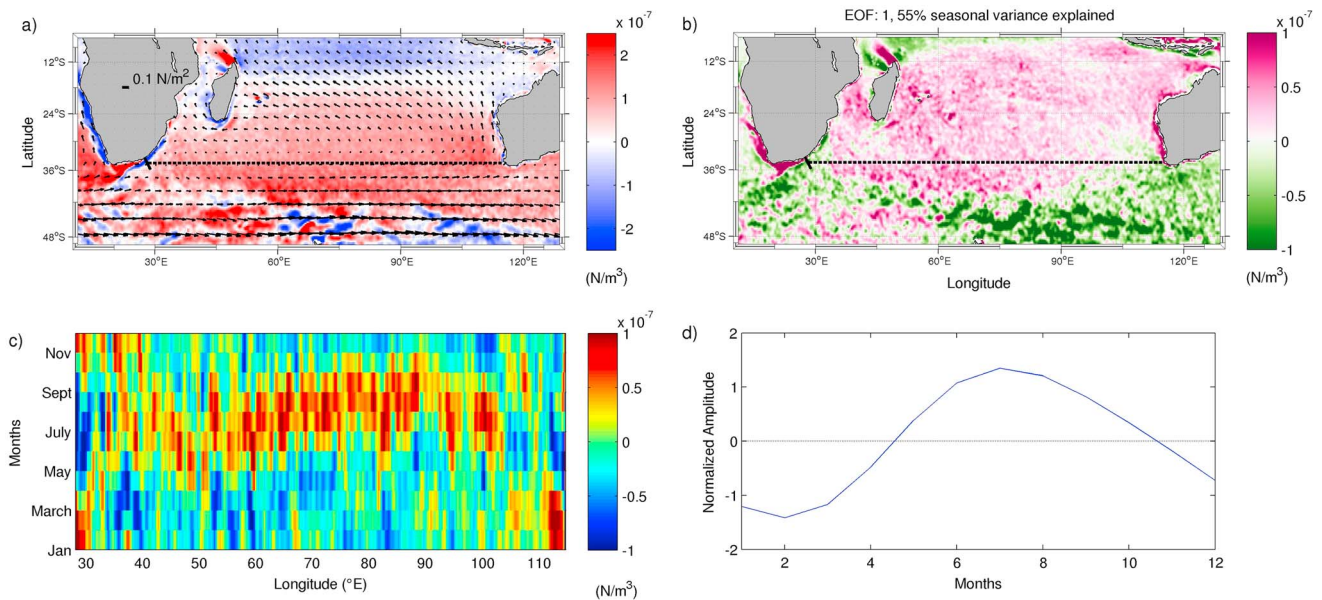 a)
x 10⁻⁷
12°S
24°S
36°S
48°S
Latitude
0.1 N/m²
30°E
60°E
90°E
120°E
2
1
0
-1
-2
(N/m³)
b)
EOF: 1, 55% seasonal variance explained
x 10⁻⁷
12°S
24°S
36°S
48°S
Latitude
30°E
60°E
90°E
120°E
Longitude
1
0.5
0
-0.5
-1
(N/m³)
c)
x 10⁻⁷
Nov
Sept
July
May
March
Jan
Months
30
40
50
60
70
80
90
100
110
Longitude (°E)
1
0.5
0
-0.5
-1
(N/m³)
d)
2
1
0
-1
-2
Normalized Amplitude
2
4
6
8
10
12
Months